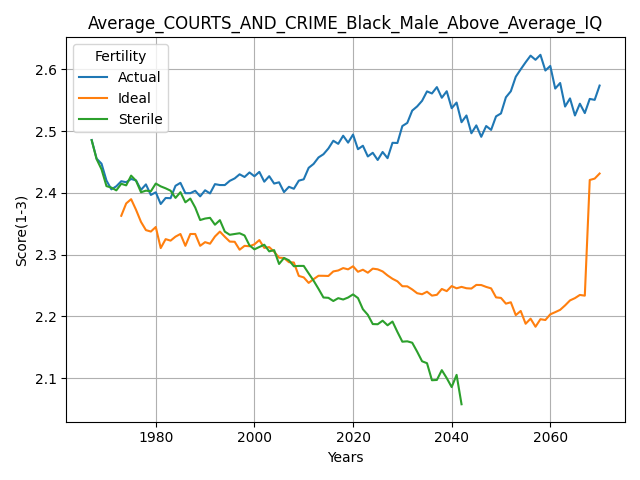 Average_COURTS_AND_CRIME_Black_Male_Above_Average_IQ
Fertility
Actual
Ideal
Sterile
Score(1-3)
2.6
2.5
2.4
2.3
2.2
2.1
1980 2000 2020 2040 2060
Years